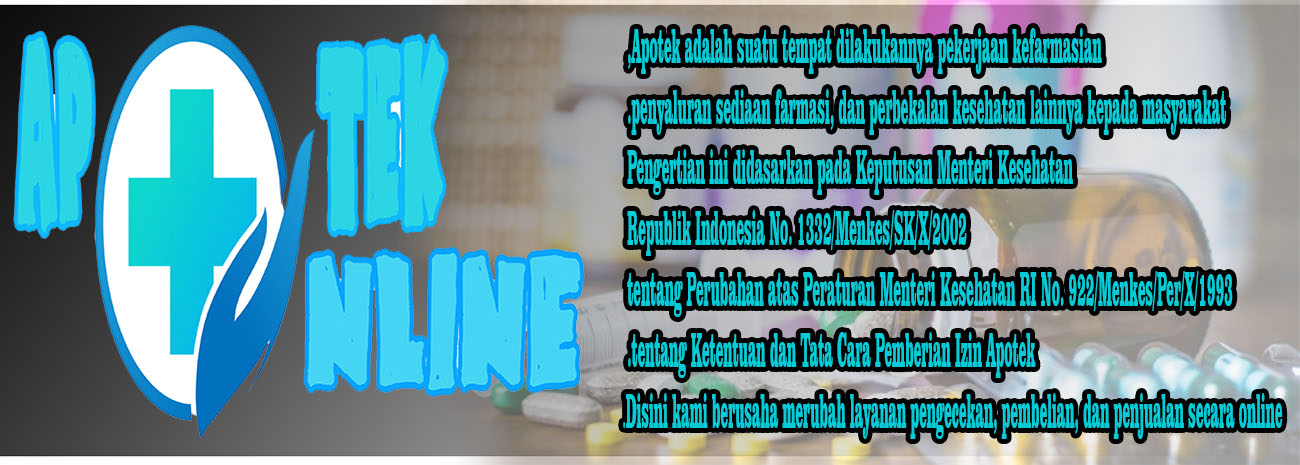 APOTEK
ONLINE
,Apotek adalah suatu tempat dilakukannya pekerjaan kefarmasian
.penyaluran sediaan farmasi, dan perbekalan kesehatan lainnya kepada masyarakat
Pengertian ini didasarkan pada Keputusan Menteri Kesehatan
Republik Indonesia No. 1332/Menkes/SK/X/2002
tentang Perubahan atas Peraturan Menteri Kesehatan RI No. 922/Menkes/Per/X/1993
.tentang Ketentuan dan Tata Cara Pemberian Izin Apotek
.Disini kami berusaha merubah layanan pengecekan, pembelian, dan penjualan secara online